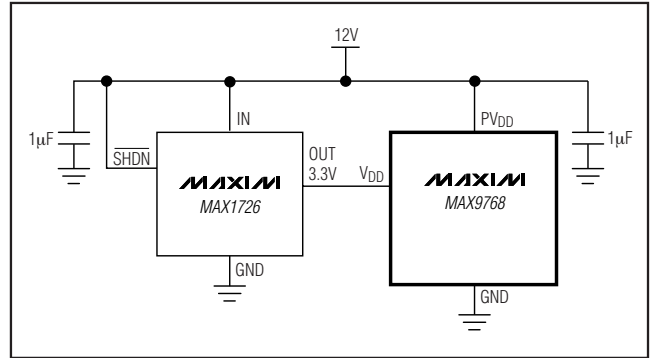 12V
IN
PVDD
1μF
1μF
SHDN
OUT
3.3V
VDD
MAXIM
MAX1726
MAXIM
MAX9768
GND
GND